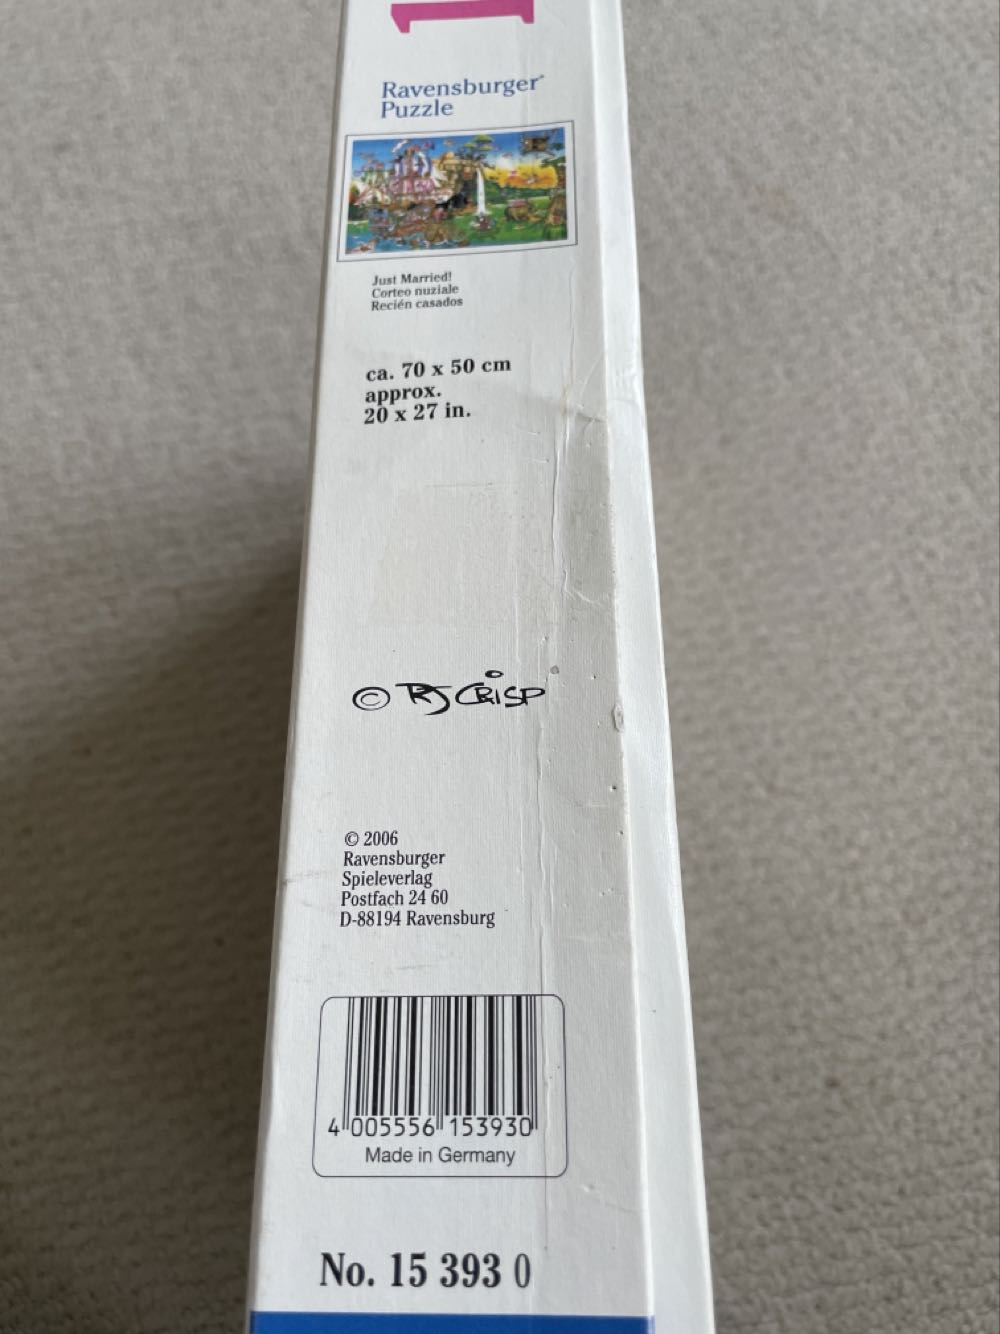 1
Ravensburger®
Puzzle
Just Married!
Corteo nuziale
Recién casados
ca. 70 x 50 cm
approx.
20 x 27 in.
© RJ CRISP
© 2006
Ravensburger
Spieleverlag
Postfach 24 60
D-88194 Ravensburg
4 005556 153930
Made in Germany
No. 15 393 0